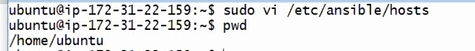 ubuntu@ip-172-31-22-159:~$ sudo vi /etc/ansible/hosts
ubuntu@ip-172-31-22-159:~$ pwd
/home/ubuntu